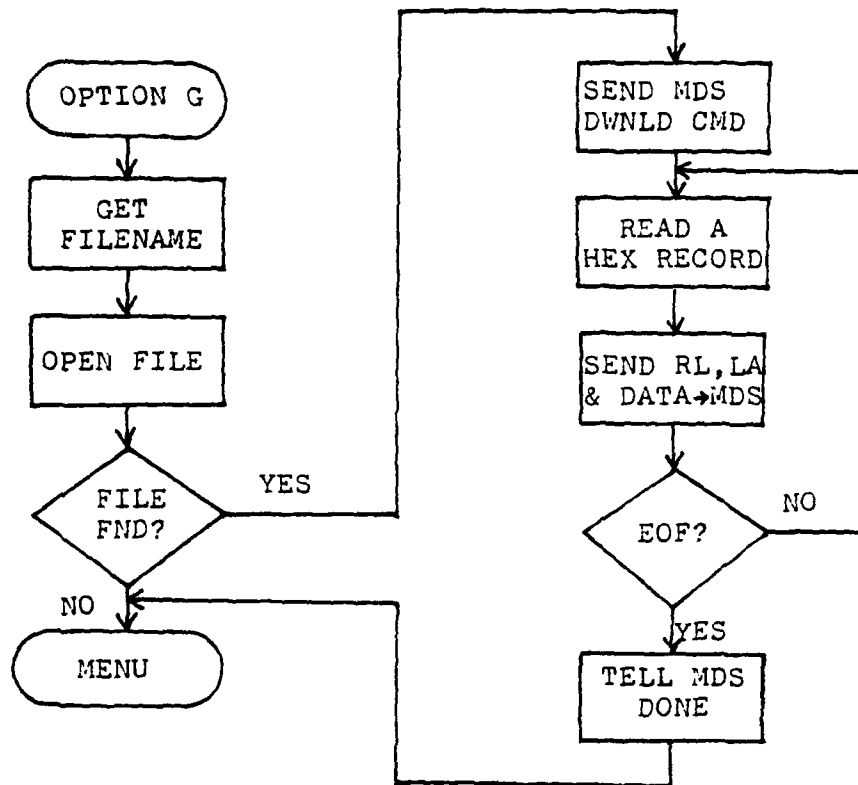 OPTION G
GET
FILENAME
OPEN FILE
FILE
FND?
YES
NO
MENU
SEND MDS
DWNLD CMD
READ A
HEX RECORD
SEND RL,LA
& DATA→MDS
EOF?
NO
YES
TELL MDS
DONE